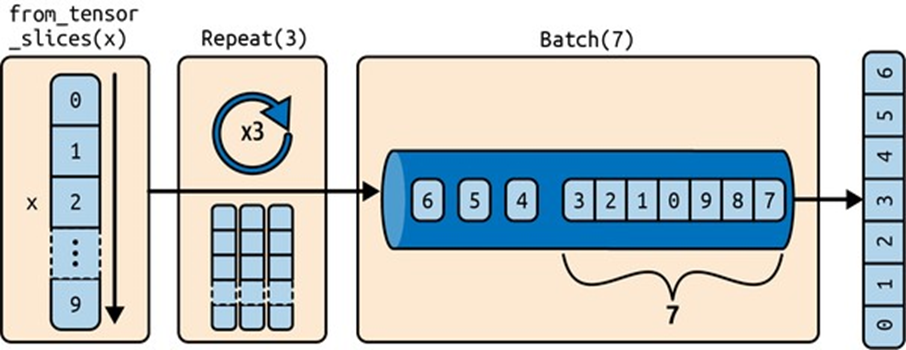 from_tensor
_slices(x)
Repeat(3)
Batch(7)
x
0
1
2
9
x3
6 5 4 3 2 1 0 9 8 7
7
6
5
4
3
2
1
0